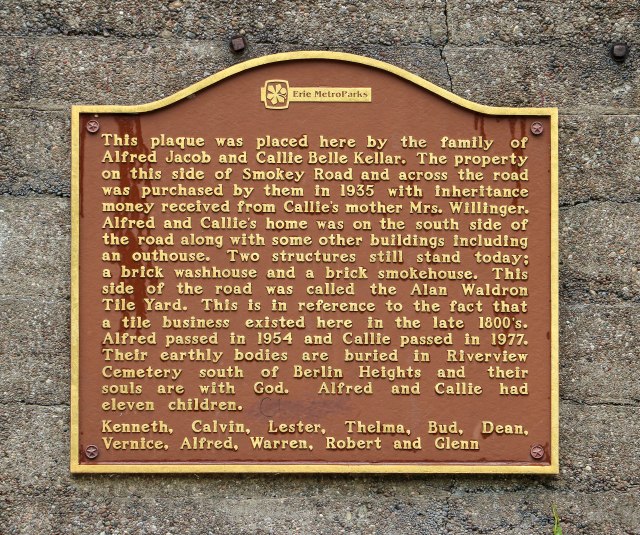 Erie MetroParks
This plaque was placed here by the family of
Alfred Jacob and Callie Belle Kellar. The property
on this side of Smokey Road and across the road
was purchased by them in 1935 with inheritance
money received from Callie's mother Mrs. Willinger.
Alfred and Callie's home was on the south side of
the road along with some other buildings including
an outhouse. Two structures still stand today;
a brick washhouse and a brick smokehouse. This
side of the road was called the Alan Waldron
Tile Yard. This is in reference to the fact that
a tile business existed here in the late 1800's.
Alfred passed in 1954 and Callie passed in 1977.
Their earthly bodies are buried in Riverview
Cemetery south of Berlin Heights and their
souls are with God. Alfred and Callie had
eleven children.
Kenneth, Calvin, Lester, Thelma, Bud, Dean,
Vernice, Alfred, Warren, Robert and Glenn